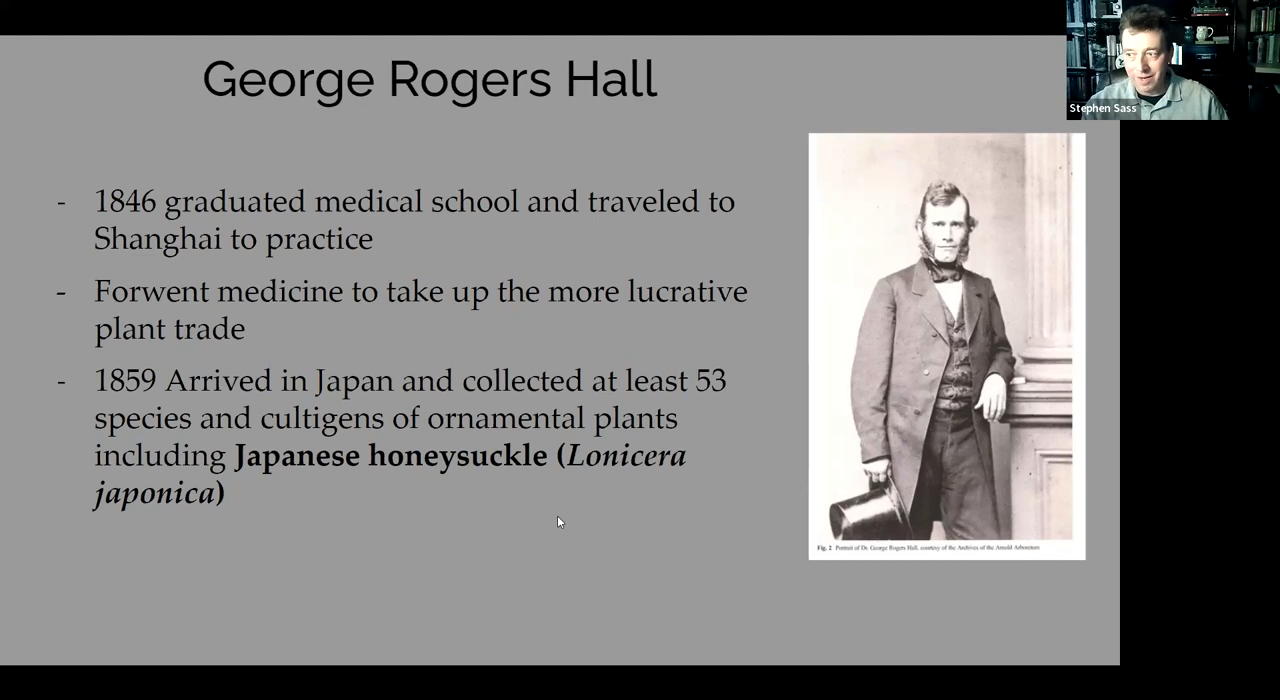 George Rogers Hall
Stephen Sass
- 1846 graduated medical school and traveled to
Shanghai to practice
- Forwent medicine to take up the more lucrative
plant trade
- 1859 Arrived in Japan and collected at least 53
species and cultigens of ornamental plants
including Japanese honeysuckle (Lonicera
japonica)
Fig. 2 Portrait of Dr. George Rogers Hall, courtesy of the Archives of the Arnold Arboretum